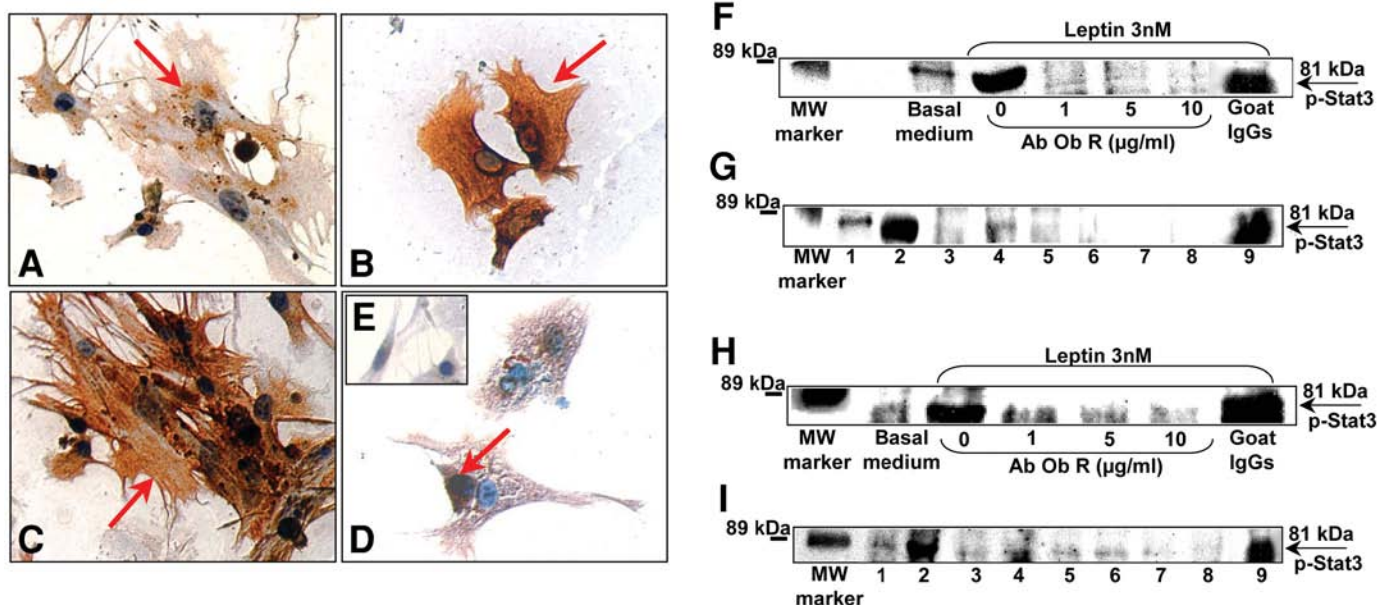 A
B
C
D
E
F
Leptin 3nM
89 kDa
81 kDa
p-Stat3
MW marker
Basal medium
0 1 5 10
Goat IgGs
Ab Ob R (µg/ml)
G
89 kDa
81 kDa
p-Stat3
MW marker
1 2 3 4 5 6 7 8 9
H
Leptin 3nM
89 kDa
81 kDa
p-Stat3
MW marker
Basal medium
0 1 5 10
Goat IgGs
Ab Ob R (µg/ml)
I
89 kDa
81 kDa
p-Stat3
MW marker
1 2 3 4 5 6 7 8 9